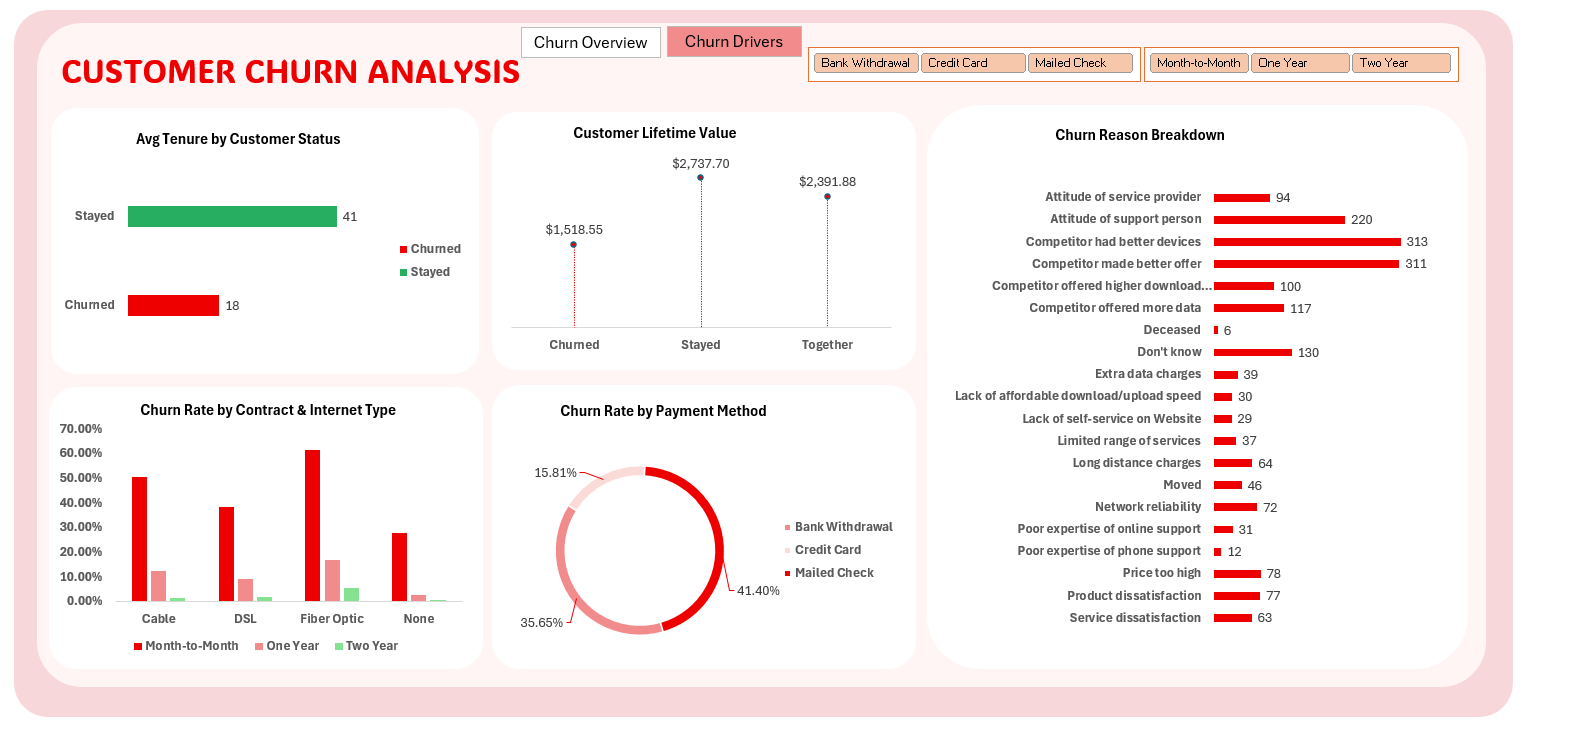 Churn Overview
Churn Drivers
CUSTOMER CHURN ANALYSIS
Bank Withdrawal
Credit Card
Mailed Check
Month-to-Month
One Year
Two Year
Avg Tenure by Customer Status
Stayed
41
Churned
18
Churned
Stayed
Customer Lifetime Value
$1,518.55
$2,737.70
$2,391.88
Churned
Stayed
Together
Churn Reason Breakdown
Attitude of service provider 94
Attitude of support person 220
Competitor had better devices 313
Competitor made better offer 311
Competitor offered higher download... 100
Competitor offered more data 117
Deceased 6
Don't know 130
Extra data charges 39
Lack of affordable download/upload speed 30
Lack of self-service on Website 29
Limited range of services 37
Long distance charges 64
Moved 46
Network reliability 72
Poor expertise of online support 31
Poor expertise of phone support 12
Price too high 78
Product dissatisfaction 77
Service dissatisfaction 63
Churn Rate by Contract & Internet Type
70.00%
60.00%
50.00%
40.00%
30.00%
20.00%
10.00%
0.00%
Cable
DSL
Fiber Optic
None
Month-to-Month
One Year
Two Year
Churn Rate by Payment Method
15.81%
41.40%
35.65%
Bank Withdrawal
Credit Card
Mailed Check